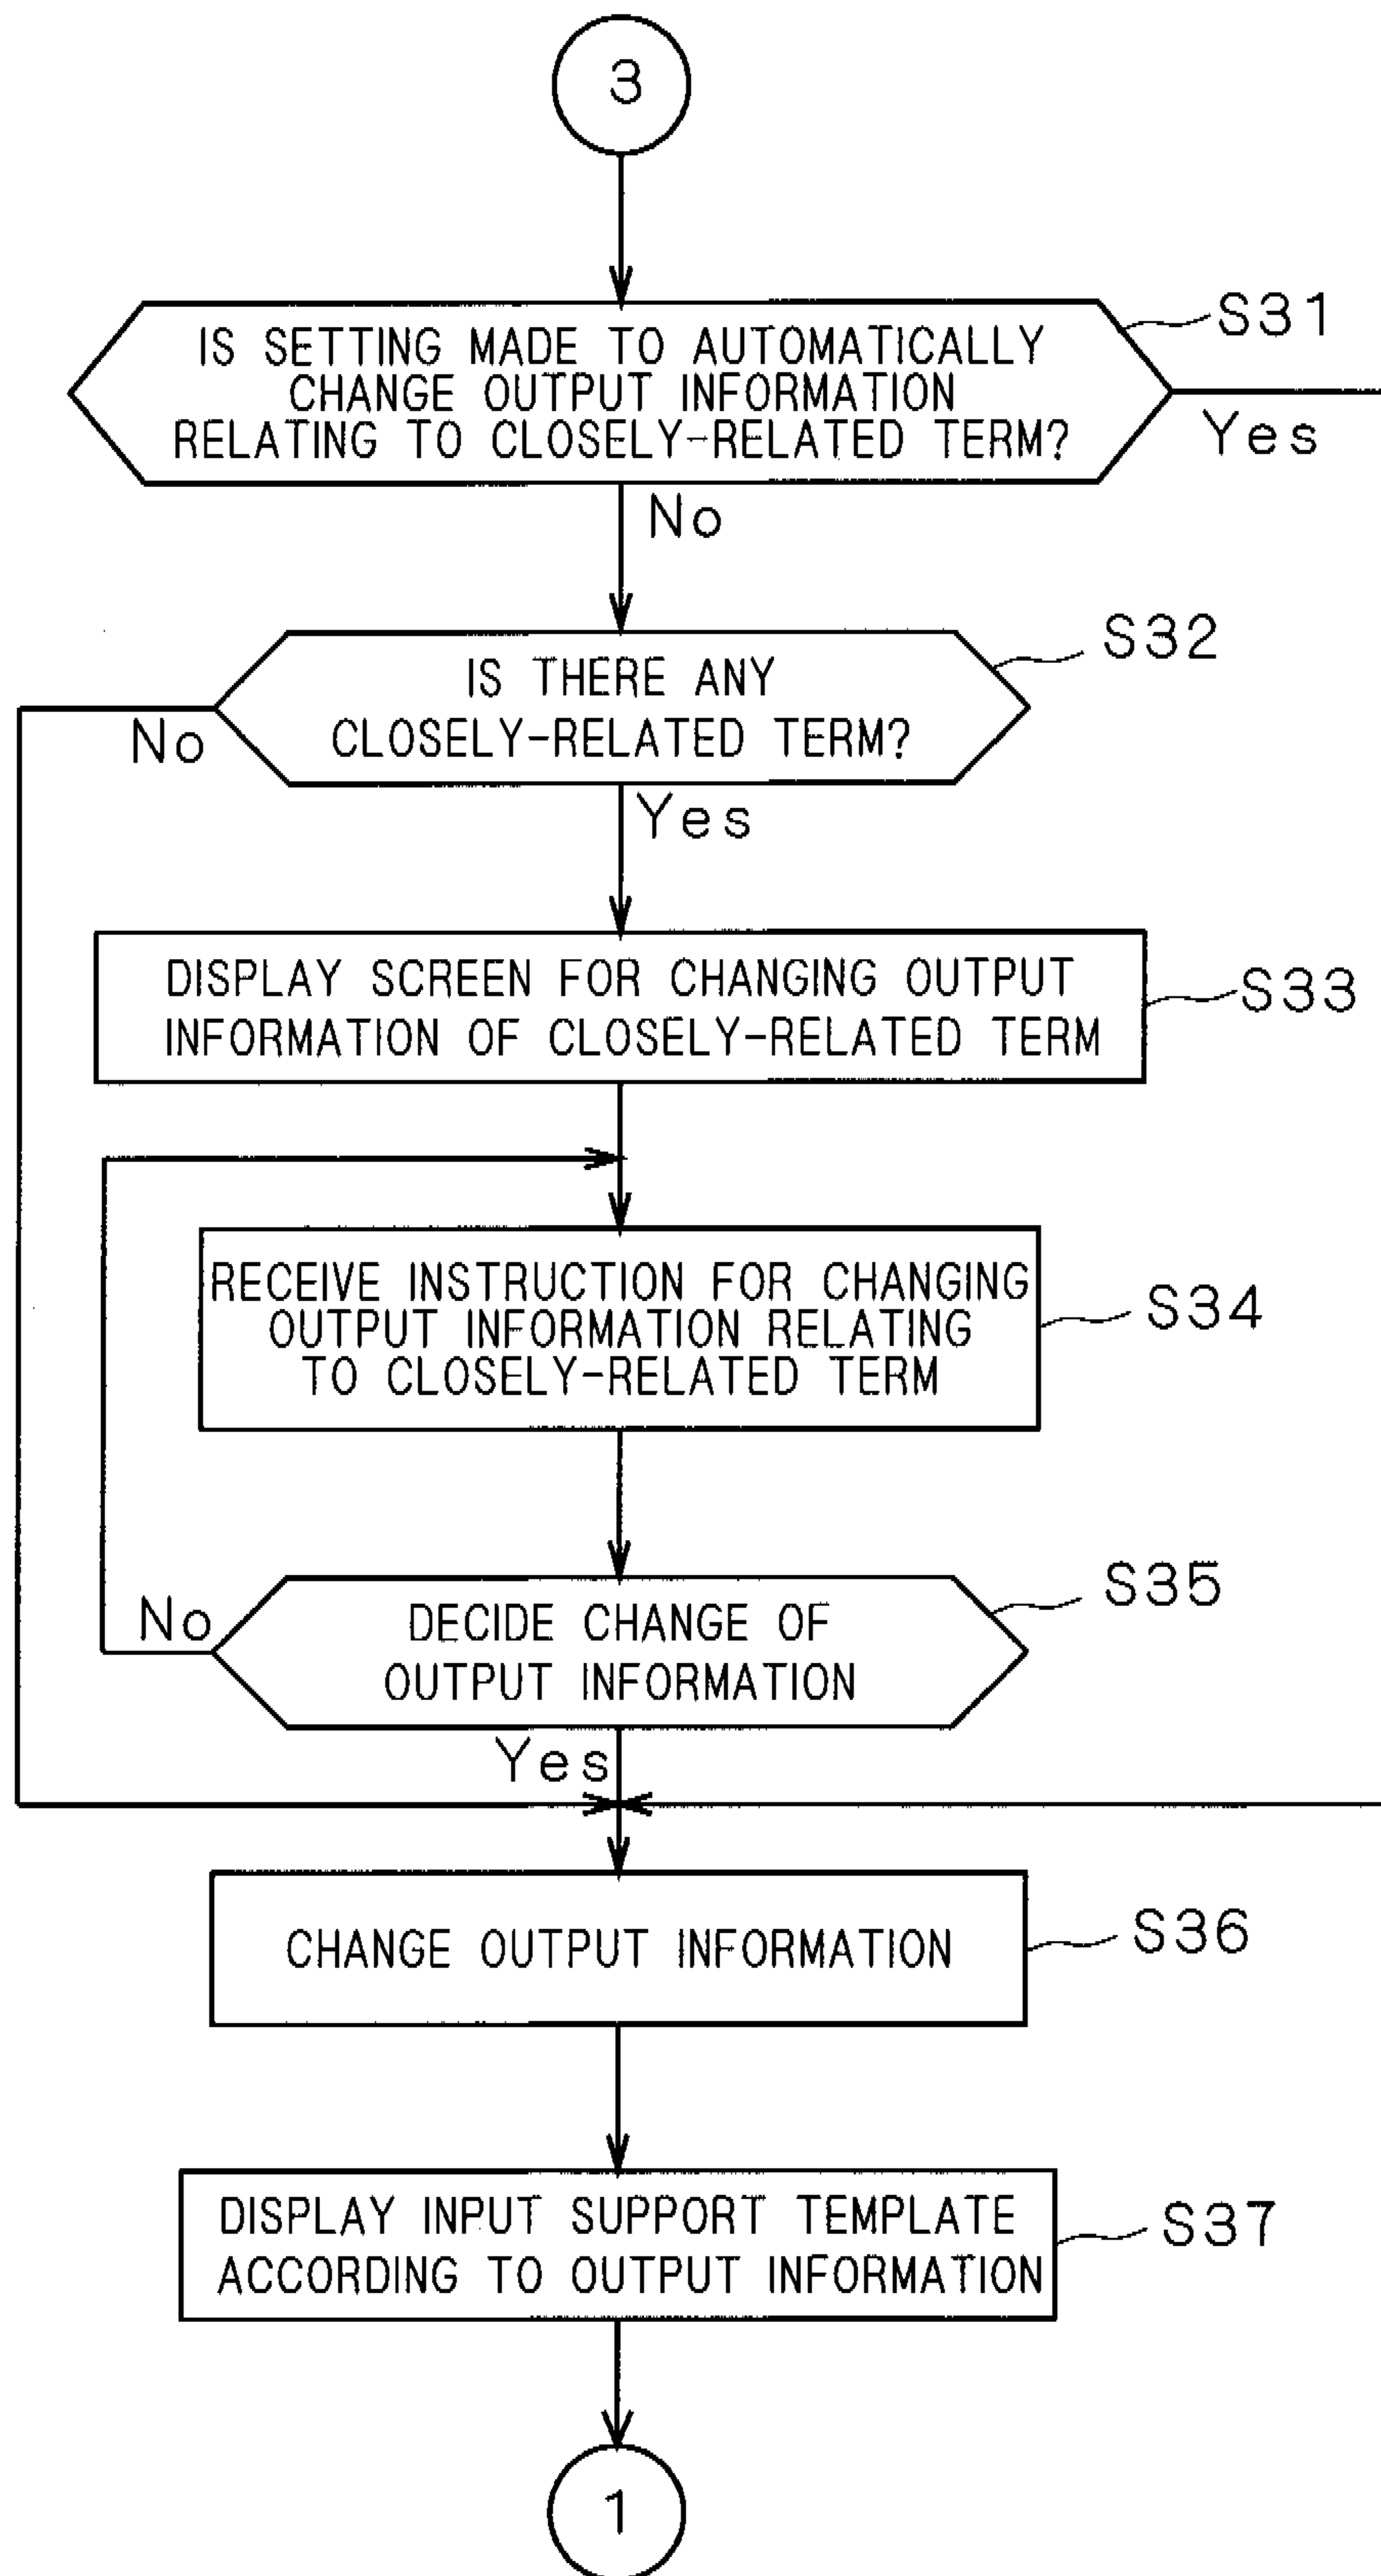 3
IS SETTING MADE TO AUTOMATICALLY
CHANGE OUTPUT INFORMATION
RELATING TO CLOSELY-RELATED TERM?
S31
Yes
No
IS THERE ANY
CLOSELY-RELATED TERM?
S32
No
Yes
DISPLAY SCREEN FOR CHANGING OUTPUT
INFORMATION OF CLOSELY-RELATED TERM
S33
RECEIVE INSTRUCTION FOR CHANGING
OUTPUT INFORMATION RELATING
TO CLOSELY-RELATED TERM
S34
DECIDE CHANGE OF
OUTPUT INFORMATION
S35
No
Yes
CHANGE OUTPUT INFORMATION
S36
DISPLAY INPUT SUPPORT TEMPLATE
ACCORDING TO OUTPUT INFORMATION
S37
1